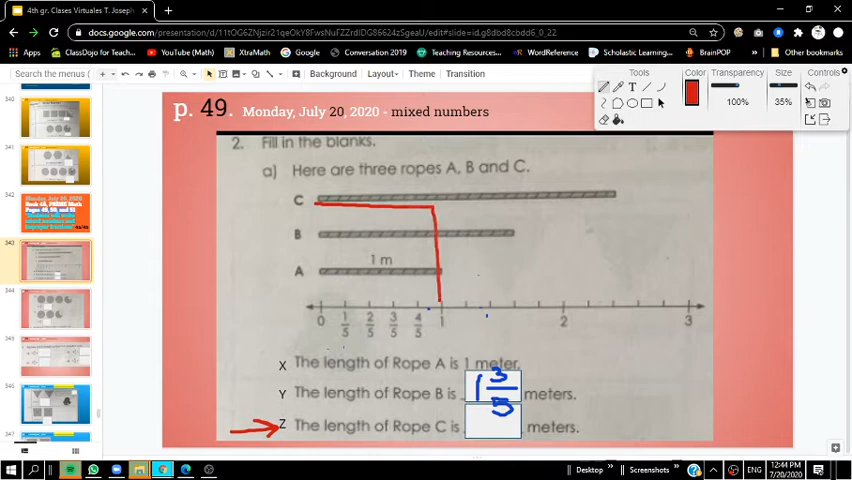 4th gr. Clases Virtuales T. Joseph
e.com/presentation/d/11tOG6ZNjzir21qeOkY8FwsNuFZZrdIDG86624zSgeaU/edit#slide=id.g8d8cbdd6_0_22
Apps ClassDojo for Teach... YouTube (Math) XtraMath Google Conversation 2019 Teaching Resources... WordReference Scholastic Learning... BrainPOP Other bookmarks
Search the menus Background Layout Theme Transition
Tools Color Transparency Size Controls
100% 35%
340
341
342
343
344
345
346
347
p. 49. Monday, July 20, 2020 - mixed numbers
2. Fill in the blanks.
a) Here are three ropes A, B and C.
C
B
1 m
A
0 1/5 2/5 3/5 4/5 1 2 3
X The length of Rope A is 1 meter.
Y The length of Rope B is 1 3/5 meters.
Z The length of Rope C is meters.
Desktop Screenshots ENG 12:44 PM
7/20/2020